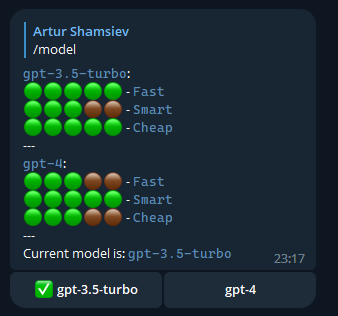 Artur Shamsiev
/model
gpt-3.5-turbo:
🟢🟢🟢🟢🟢 - Fast
🟢🟢🟢🟤🟤 - Smart
🟢🟢🟢🟢🟢 - Cheap
---
gpt-4:
🟢🟢🟢🟤🟤 - Fast
🟢🟢🟢🟢🟢 - Smart
🟢🟢🟢🟤🟤 - Cheap
---
Current model is: gpt-3.5-turbo
23:17
✅ gpt-3.5-turbo
gpt-4